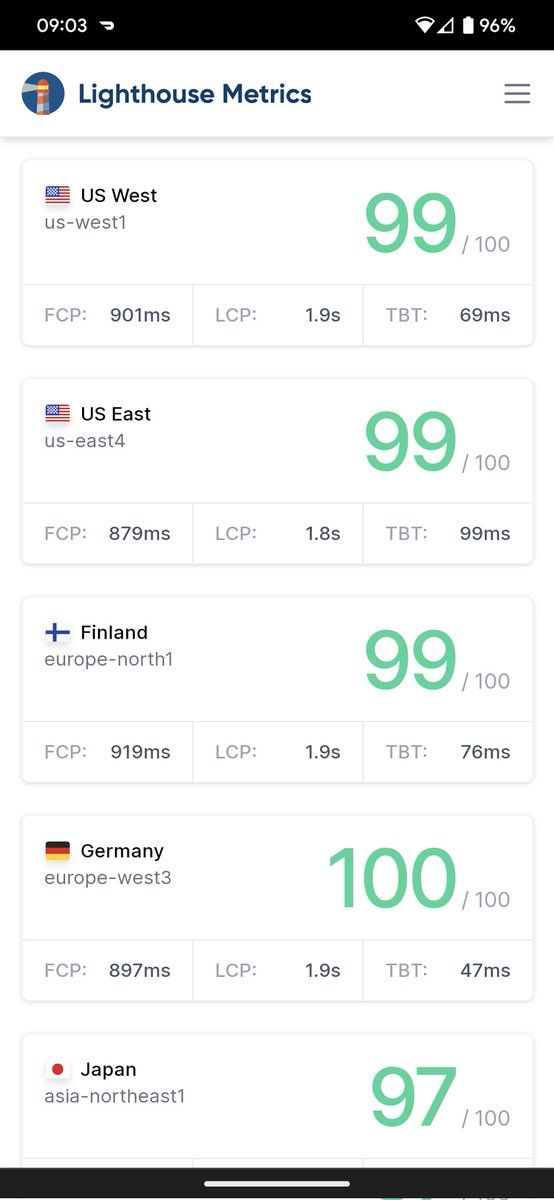 09:03 96%
Lighthouse Metrics
US West
us-west1
99 / 100
FCP: 901ms LCP: 1.9s TBT: 69ms
US East
us-east4
99 / 100
FCP: 879ms LCP: 1.8s TBT: 99ms
Finland
europe-north1
99 / 100
FCP: 919ms LCP: 1.9s TBT: 76ms
Germany
europe-west3
100 / 100
FCP: 897ms LCP: 1.9s TBT: 47ms
Japan
asia-northeast1
97 / 100